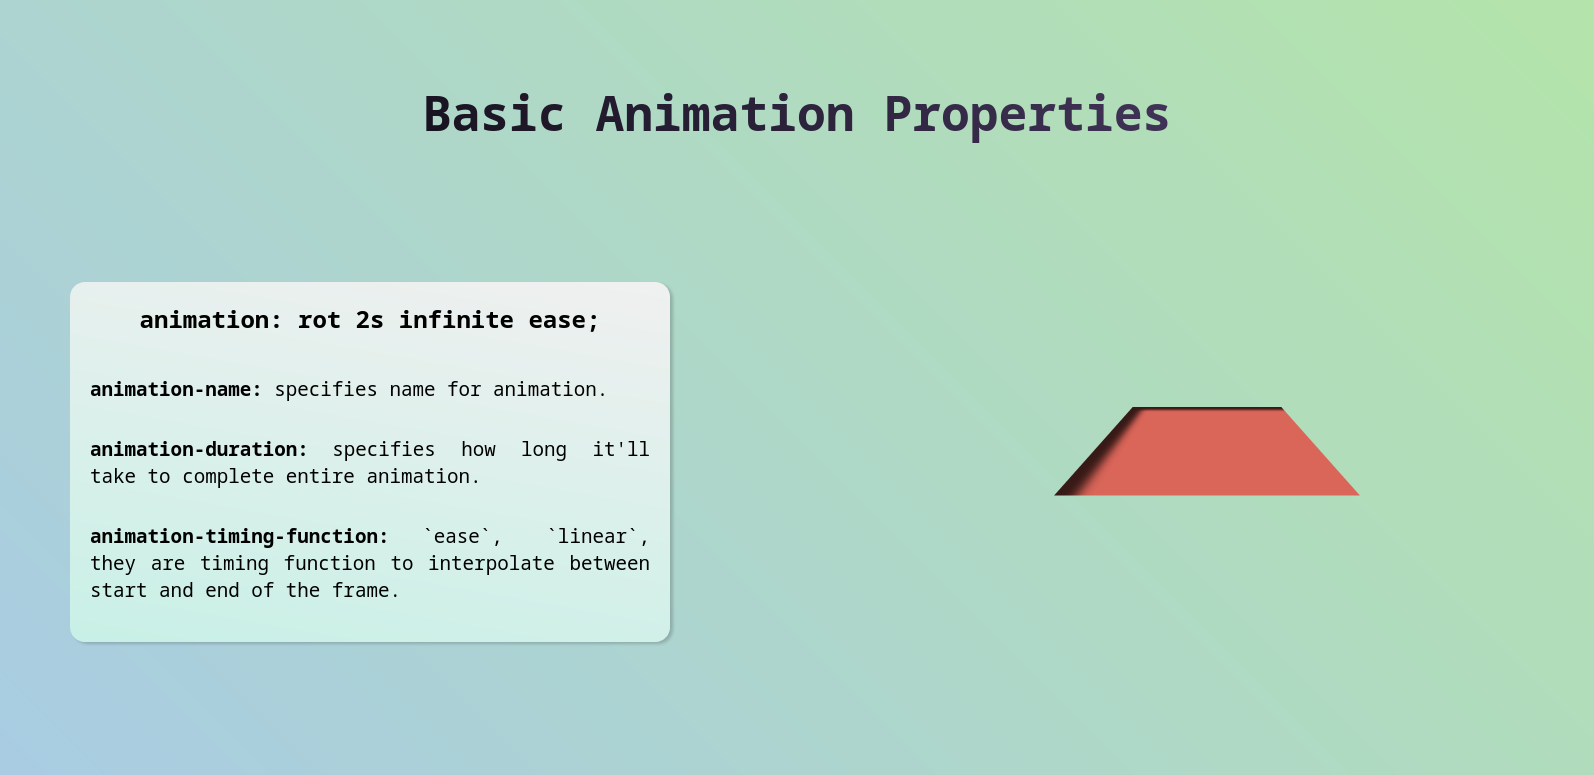 Basic Animation Properties
animation: rot 2s infinite ease;
animation-name: specifies name for animation.
animation-duration: specifies how long it'll
take to complete entire animation.
animation-timing-function: `ease`, `linear`,
they are timing function to interpolate between
start and end of the frame.